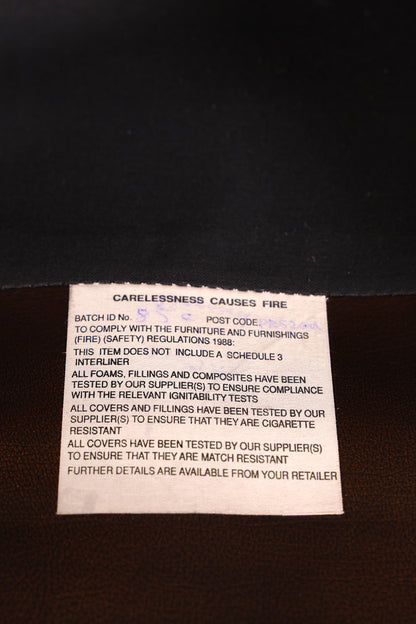 CARELESSNESS CAUSES FIRE
BATCH ID No. POST CODE
TO COMPLY WITH THE FURNITURE AND FURNISHINGS
(FIRE) (SAFETY) REGULATIONS 1988:
THIS ITEM DOES NOT INCLUDE A SCHEDULE 3
INTERLINER
ALL FOAMS, FILLINGS AND COMPOSITES HAVE BEEN
TESTED BY OUR SUPPLIER(S) TO ENSURE COMPLIANCE
WITH THE RELEVANT IGNITABILITY TESTS
ALL COVERS AND FILLINGS HAVE BEEN TESTED BY OUR
SUPPLIER(S) TO ENSURE THAT THEY ARE CIGARETTE
RESISTANT
ALL COVERS HAVE BEEN TESTED BY OUR SUPPLIER(S)
TO ENSURE THAT THEY ARE MATCH RESISTANT
FURTHER DETAILS ARE AVAILABLE FROM YOUR RETAILER